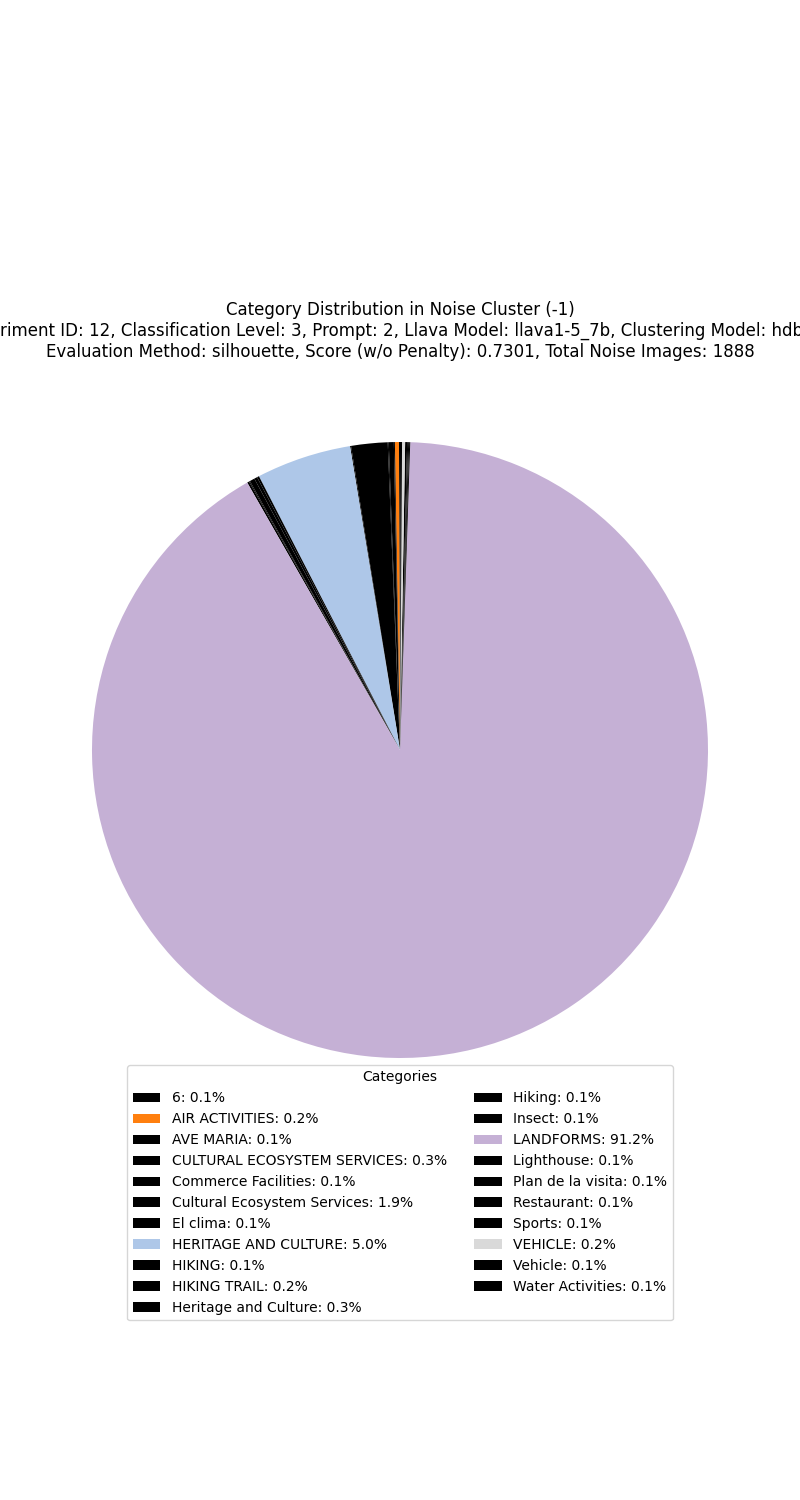 Category Distribution in Noise Cluster (-1)
riment ID: 12, Classification Level: 3, Prompt: 2, Llava Model: llava1-5_7b, Clustering Model: hdb
Evaluation Method: silhouette, Score (w/o Penalty): 0.7301, Total Noise Images: 1888
Categories
6: 0.1%
AIR ACTIVITIES: 0.2%
AVE MARIA: 0.1%
CULTURAL ECOSYSTEM SERVICES: 0.3%
Commerce Facilities: 0.1%
Cultural Ecosystem Services: 1.9%
El clima: 0.1%
HERITAGE AND CULTURE: 5.0%
HIKING: 0.1%
HIKING TRAIL: 0.2%
Heritage and Culture: 0.3%
Hiking: 0.1%
Insect: 0.1%
LANDFORMS: 91.2%
Lighthouse: 0.1%
Plan de la visita: 0.1%
Restaurant: 0.1%
Sports: 0.1%
VEHICLE: 0.2%
Vehicle: 0.1%
Water Activities: 0.1%